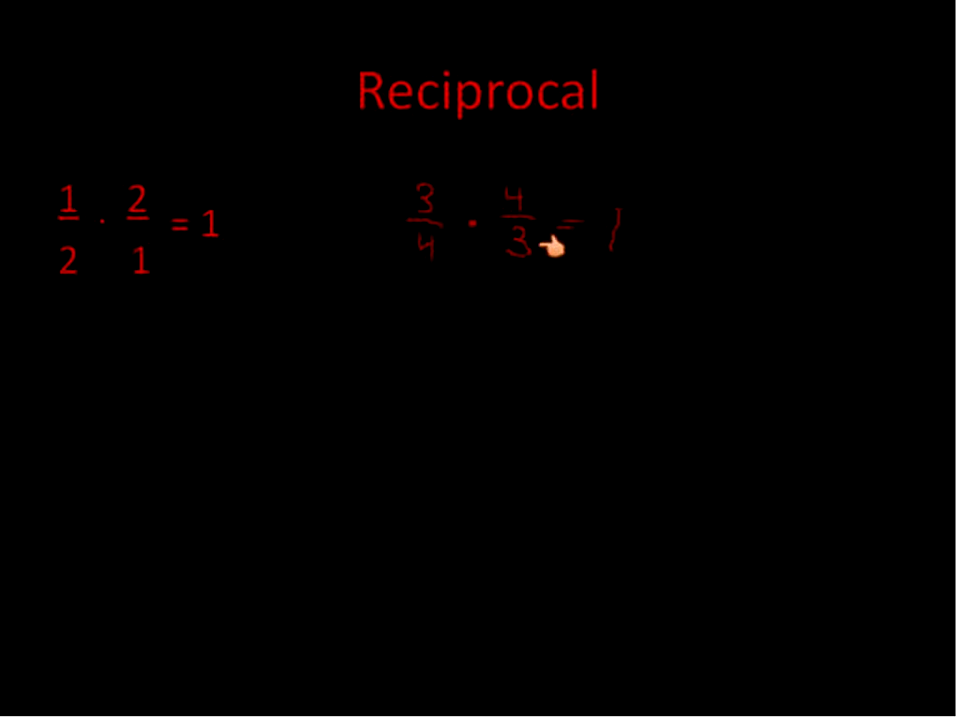 Reciprocal
1/2 · 2/1 = 1
3/4 · 4/3 = 1